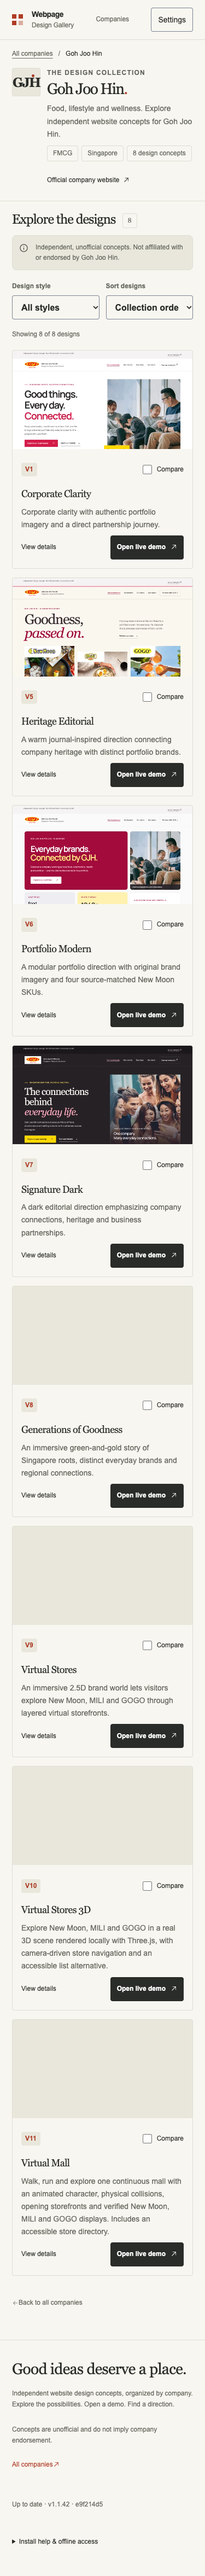 Webpage
Design Gallery
Companies
Settings
All companies / Goh Joo Hin
GJH
THE DESIGN COLLECTION
Goh Joo Hin.
Food, lifestyle and wellness. Explore
independent website concepts for Goh Joo
Hin.
FMCG
Singapore
8 design concepts
Official company website ↗
Explore the designs 8
Independent, unofficial concepts. Not affiliated with
or endorsed by Goh Joo Hin.
Design style
Sort designs
All styles
Collection orde
Showing 8 of 8 designs
Good things.
Every day.
Connected.
V1
Compare
Corporate Clarity
Corporate clarity with authentic portfolio
imagery and a direct partnership journey.
View details
Open live demo ↗
Goodness,
passed on.
GOGO
V5
Compare
Heritage Editorial
A warm journal-inspired direction connecting
company heritage with distinct portfolio brands.
View details
Open live demo ↗
Everyday brands.
Connected by GJH.
V6
Compare
Portfolio Modern
A modular portfolio direction with original brand
imagery and four source-matched New Moon
SKUs.
View details
Open live demo ↗
The connections
behind
everyday life.
V7
Compare
Signature Dark
A dark editorial direction emphasizing company
connections, heritage and business
partnerships.
View details
Open live demo ↗
V8
Compare
Generations of Goodness
An immersive green-and-gold story of
Singapore roots, distinct everyday brands and
regional connections.
View details
Open live demo ↗
V9
Compare
Virtual Stores
An immersive 2.5D brand world lets visitors
explore New Moon, MILI and GOGO through
layered virtual storefronts.
View details
Open live demo ↗
V10
Compare
Virtual Stores 3D
Explore New Moon, MILI and GOGO in a real
3D scene rendered locally with Three.js, with
camera-driven store navigation and an
accessible list alternative.
View details
Open live demo ↗
V11
Compare
Virtual Mall
Walk, run and explore one continuous mall with
an animated character, physical collisions,
opening storefronts and verified New Moon,
MILI and GOGO displays. Includes an
accessible store directory.
View details
Open live demo ↗
← Back to all companies
Good ideas deserve a place.
Independent website design concepts, organized by company.
Explore the possibilities. Open a demo. Find a direction.
Concepts are unofficial and do not imply company
endorsement.
All companies ↗
Up to date · v1.1.42 · e9f214d5
▶ Install help & offline access